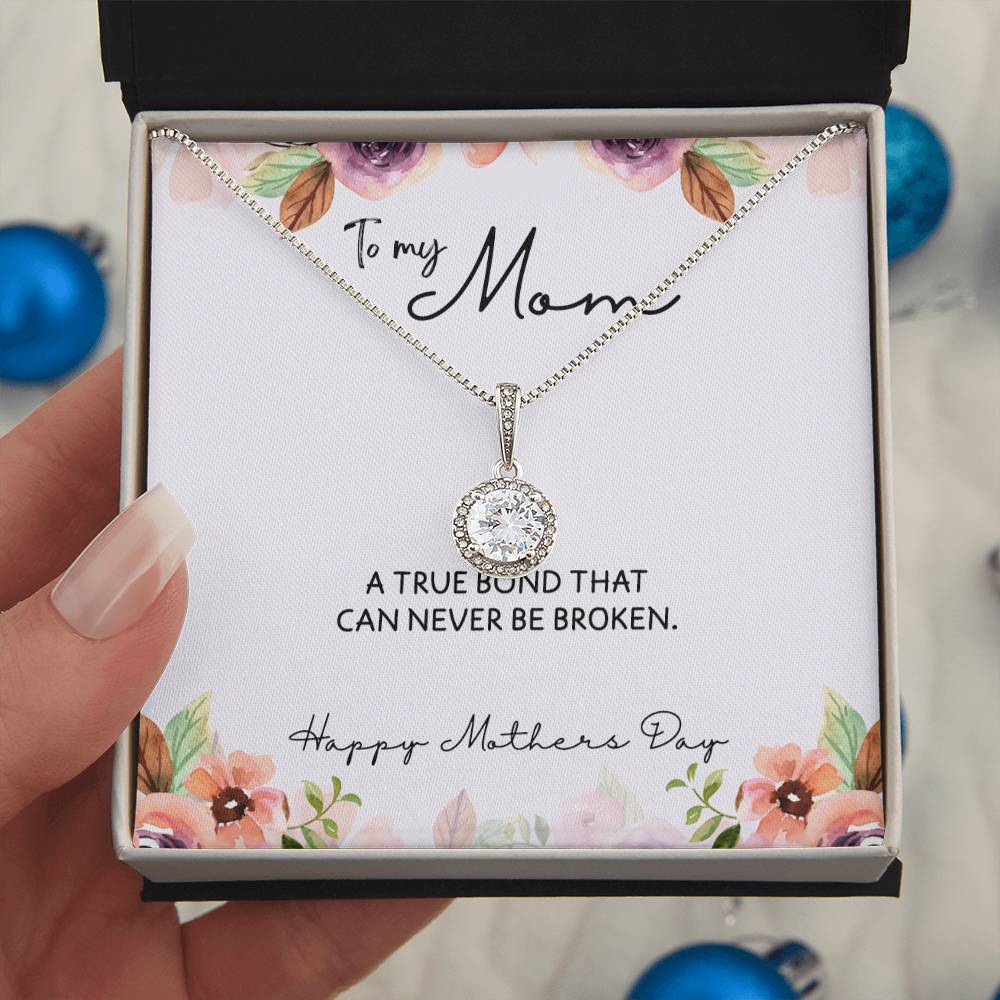 To my Mom
A TRUE BOND THAT
CAN NEVER BE BROKEN.
Happy Mothers Day